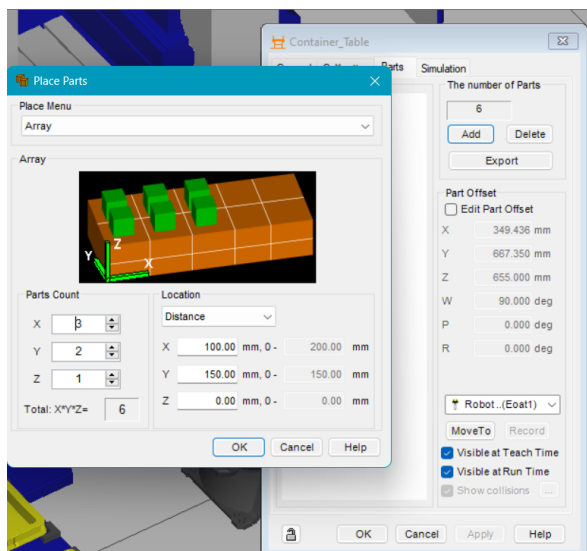 Container_Table
Parts
Simulation
Place Parts
Place Menu
Array
Array
Z
Y
X
Parts Count
X 3
Y 2
Z 1
Total: X*Y*Z= 6
Location
Distance
X 100.00 mm, 0 - 200.00 mm
Y 150.00 mm, 0 - 150.00 mm
Z 0.00 mm, 0 - 0.00 mm
OK Cancel Help
The number of Parts
6
Add Delete
Export
Part Offset
Edit Part Offset
X 349.436 mm
Y 667.350 mm
Z 655.000 mm
W 90.000 deg
P 0.000 deg
R 0.000 deg
Robot..(Eoat1)
MoveTo Record
Visible at Teach Time
Visible at Run Time
Show collisions ...
OK Cancel Apply Help